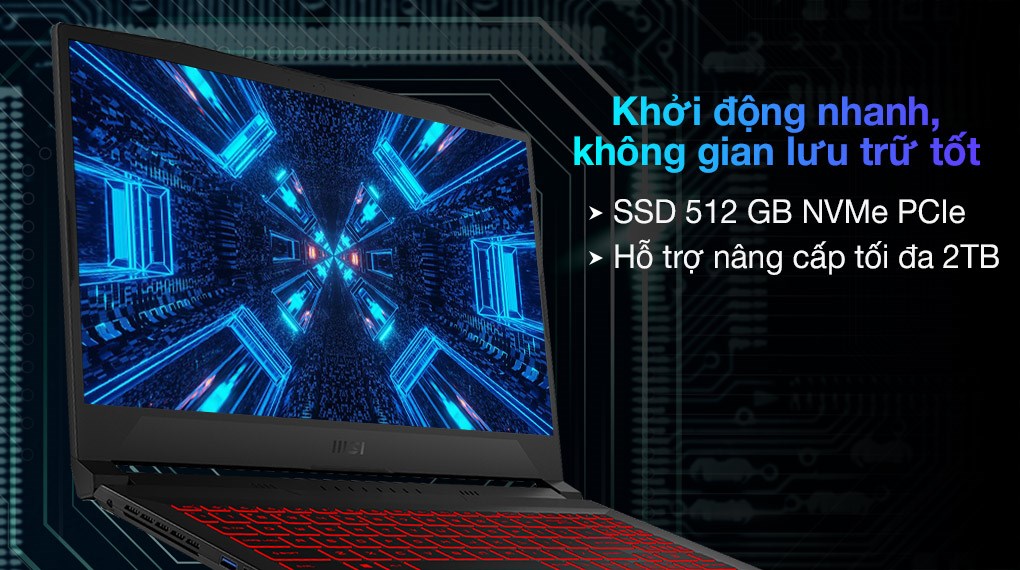 Khởi động nhanh,
không gian lưu trữ tốt
➤ SSD 512 GB NVMe PCIe
➤ Hỗ trợ nâng cấp tối đa 2TB
msi